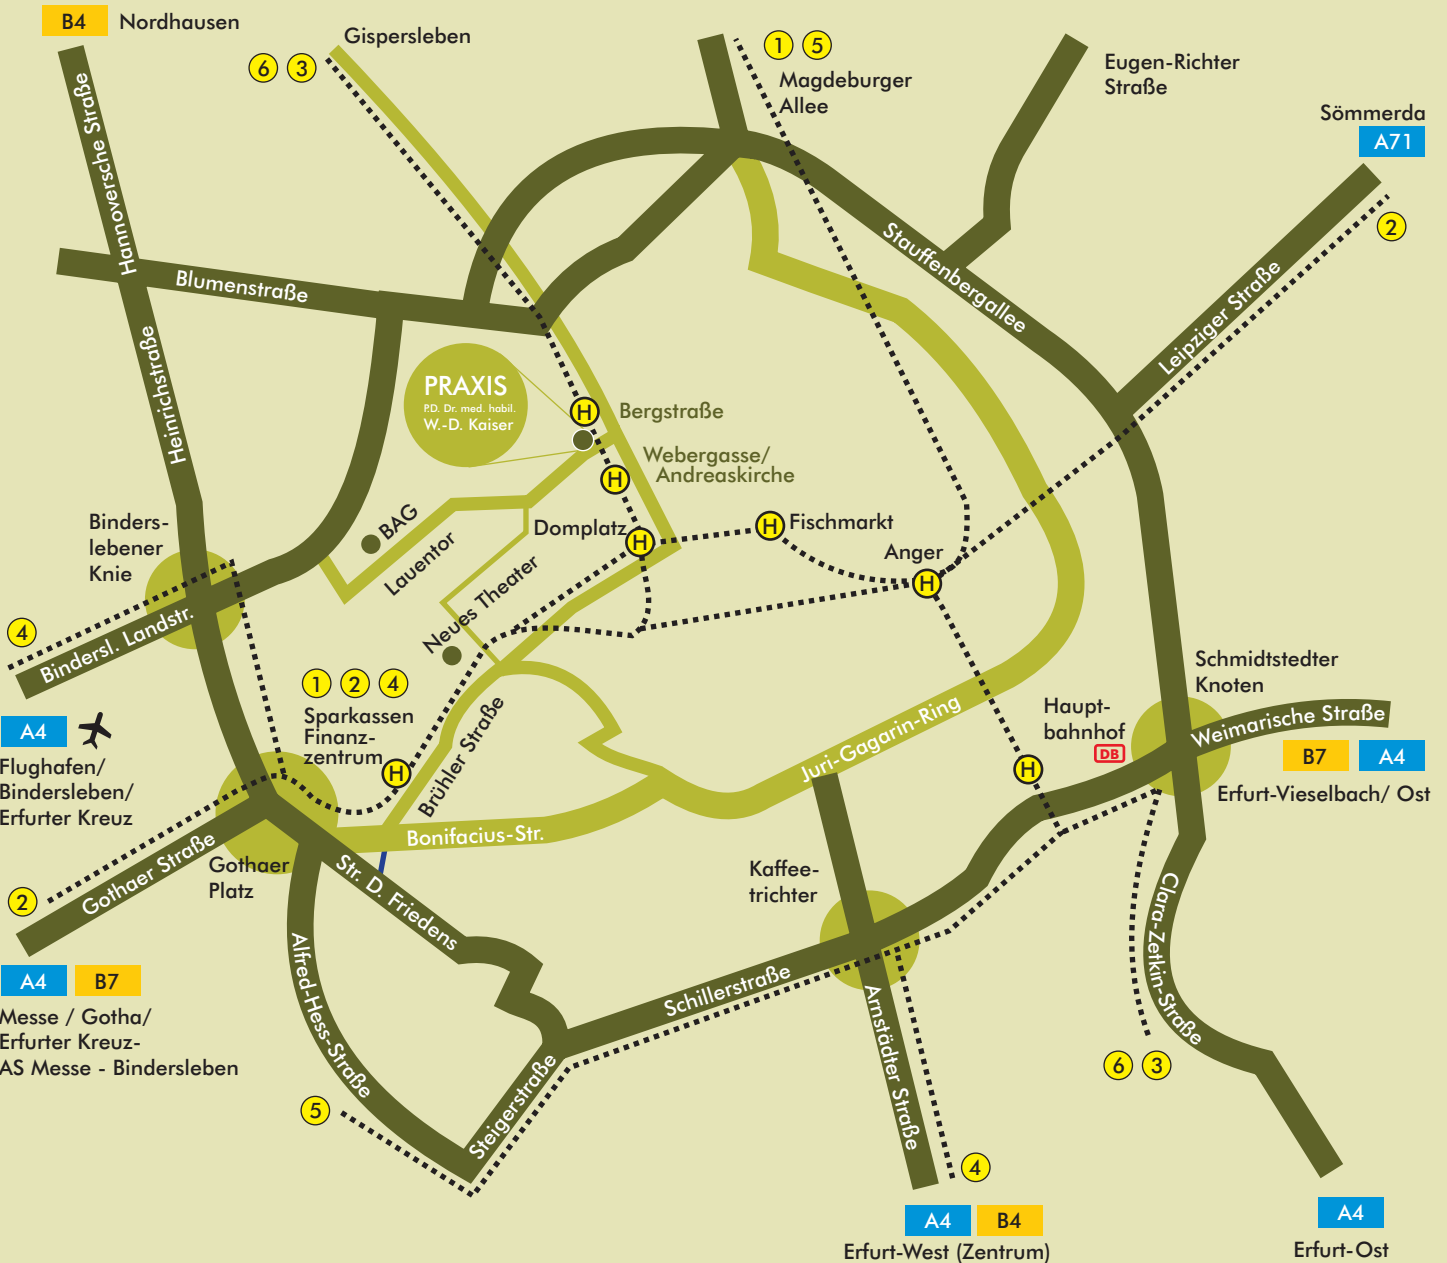 B4 Nordhausen
Gispersleben
6 3
1 5
Magdeburger
Allee
Eugen-Richter
Straße
Sömmerda
A71
2
Hannoversche Straße
Blumenstraße
Heinrichstraße
Stauffenbergallee
Leipziger Straße
PRAXIS
P.D. Dr. med. habil.
W.-D. Kaiser
H
Bergstraße
H
Webergasse/
Andreaskirche
BAG
Lauentor
Domplatz
H
H
Fischmarkt
Anger
H
Neues Theater
Binders-
lebener
Knie
4
Bindersl. Landstr.
A4
Flughafen/
Bindersleben/
Erfurter Kreuz
1 2 4
Sparkassen
Finanz-
zentrum
H
Brühler Straße
Juri-Gagarin-Ring
Bonifacius-Str.
Haupt-
bahnhof
DB
H
Schmidtstedter
Knoten
Weimarische Straße
B7 A4
Erfurt-Vieselbach/ Ost
2
Gothaer Straße
Gothaer
Platz
Str. D. Friedens
A4 B7
Messe / Gotha/
Erfurter Kreuz-
AS Messe - Bindersleben
Alfred-Hess-Straße
5
Steigerstraße
Schillerstraße
Kaffee-
trichter
Arnstädter Straße
4
A4 B4
Erfurt-West (Zentrum)
Clara-Zetkin-Straße
6 3
A4
Erfurt-Ost